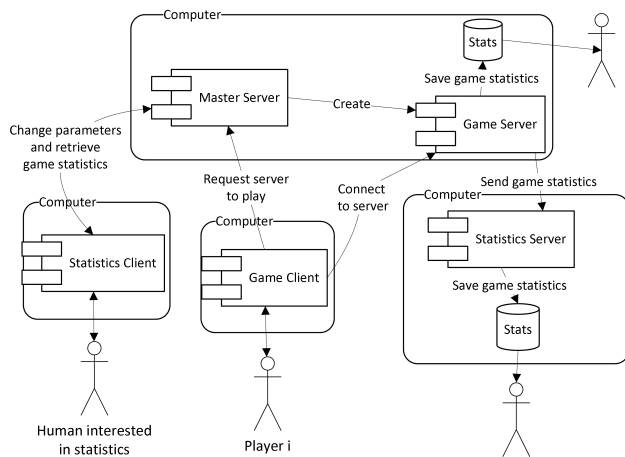 Computer
Stats
Save game statistics
Master Server
Create
Game Server
Change parameters
and retrieve
game statistics
Request server
to play
Connect
to server
Send game statistics
Computer
Computer
Computer
Statistics Client
Game Client
Statistics Server
Save game statistics
Stats
Human interested
in statistics
Player i